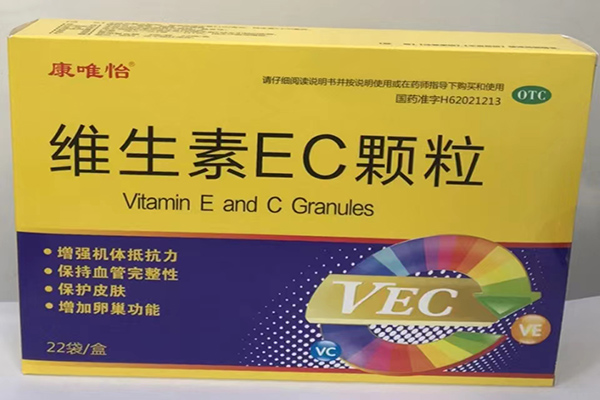 康唯怡®
请仔细阅读说明书并按说明使用或在药师指导下购买和使用
国药准字H62021213
OTC
维生素EC颗粒
Vitamin E and C Granules
• 增强机体抵抗力
• 保持血管完整性
• 保护皮肤
• 增加卵巢功能
VEC
VE
VC
22袋/盒